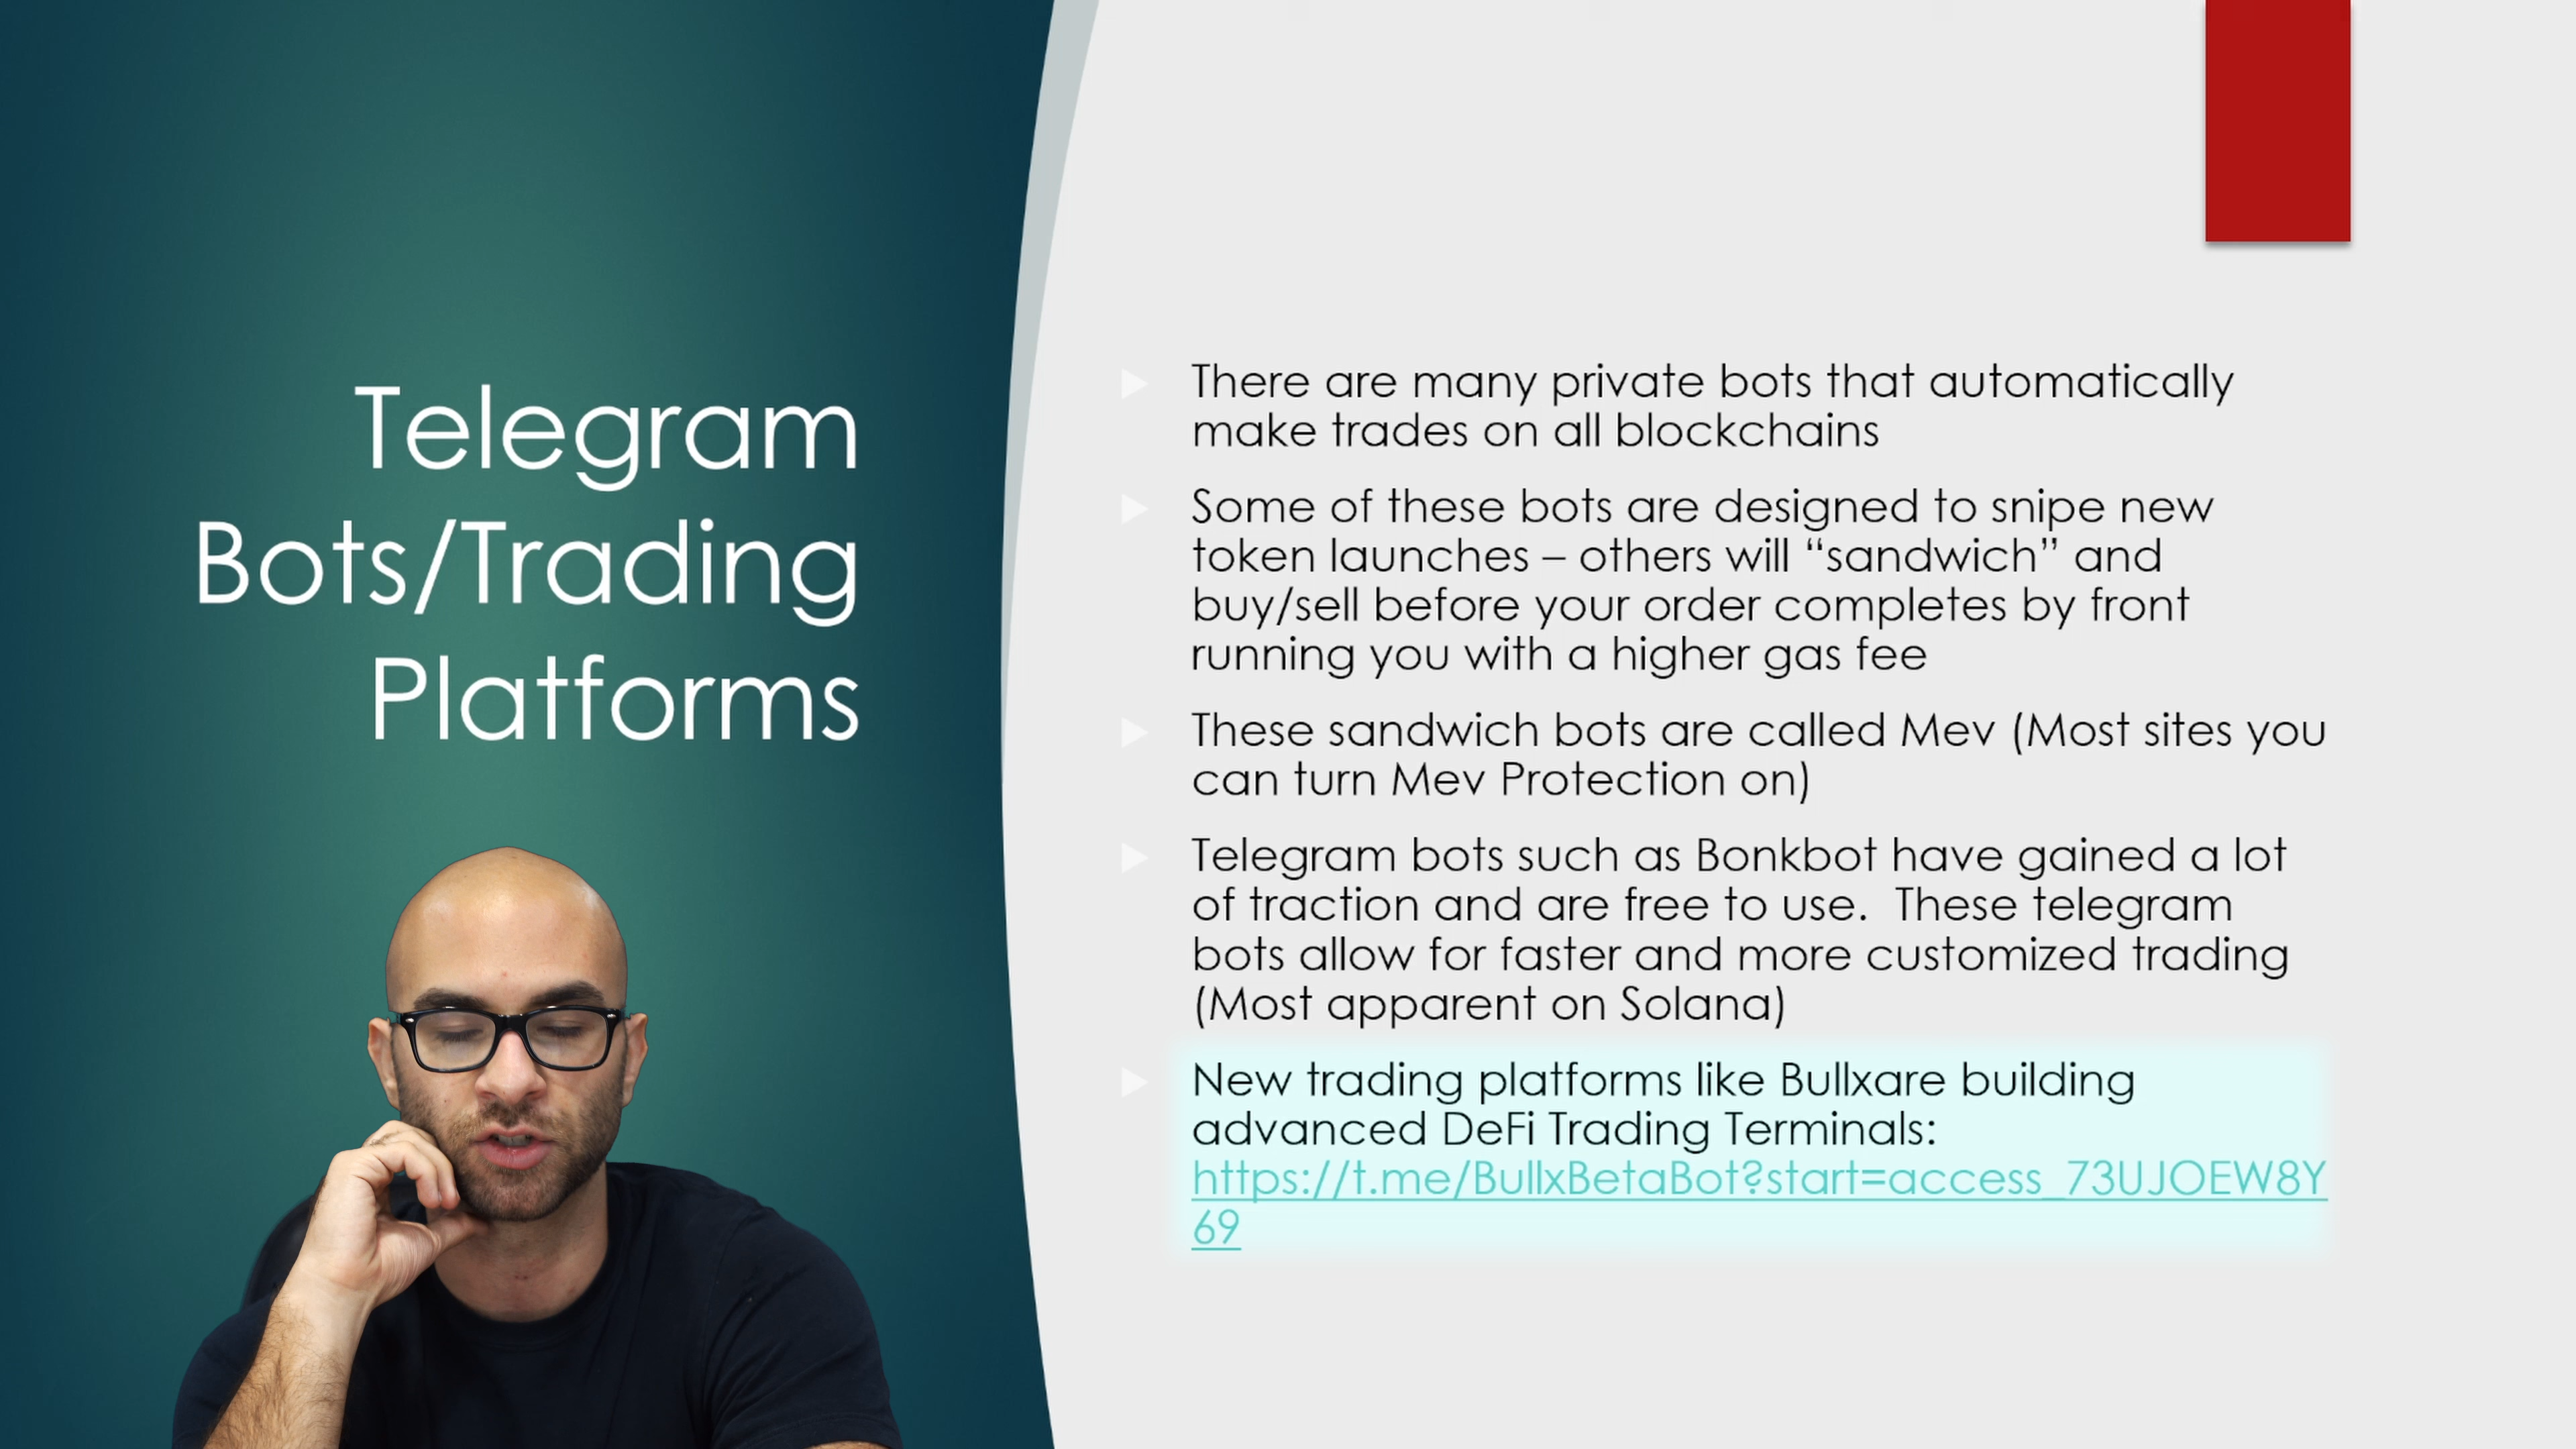 Telegram
Bots/Trading
Platforms
There are many private bots that automatically
make trades on all blockchains
Some of these bots are designed to snipe new
token launches – others will “sandwich” and
buy/sell before your order completes by front
running you with a higher gas fee
These sandwich bots are called Mev (Most sites you
can turn Mev Protection on)
Telegram bots such as Bonkbot have gained a lot
of traction and are free to use.  These telegram
bots allow for faster and more customized trading
(Most apparent on Solana)
New trading platforms like Bullxare building
advanced DeFi Trading Terminals:
https://t.me/BullxBetaBot?start=access_73UJOEW8Y
69